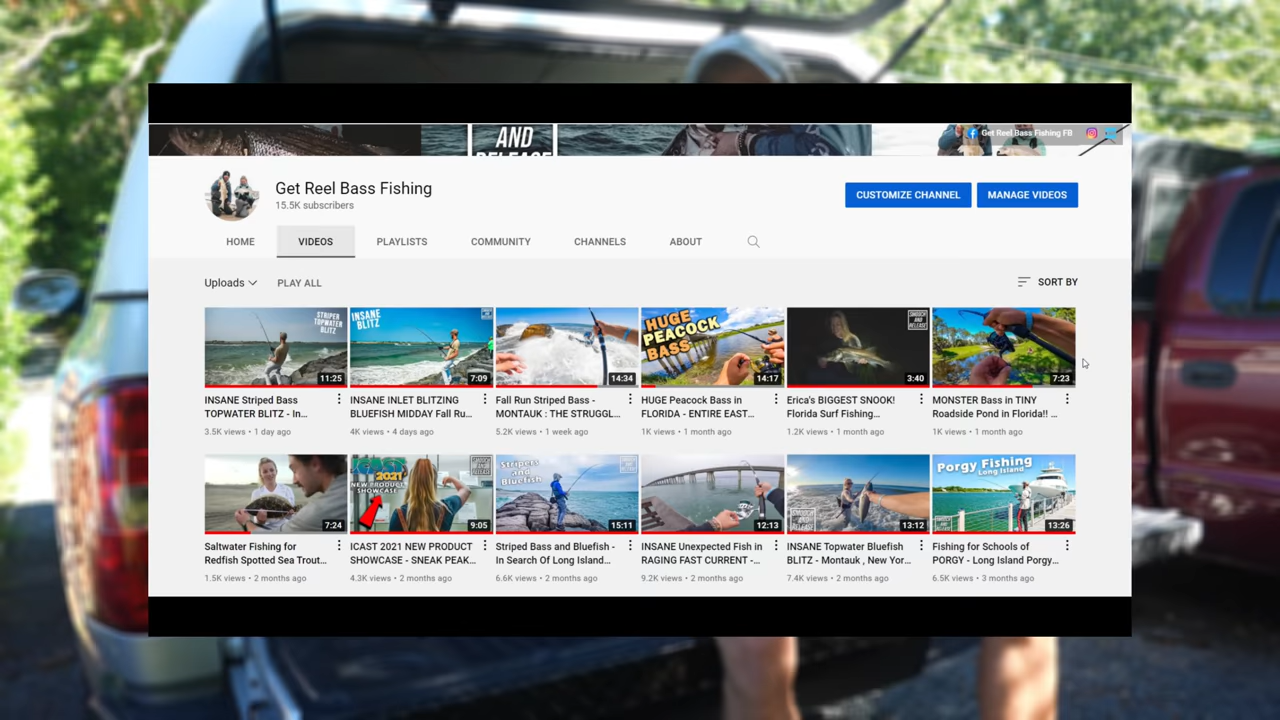 AND
RELEASE
Get Reel Bass Fishing FB
Get Reel Bass Fishing
15.5K subscribers
CUSTOMIZE CHANNEL
MANAGE VIDEOS
HOME
VIDEOS
PLAYLISTS
COMMUNITY
CHANNELS
ABOUT
Uploads
PLAY ALL
SORT BY
STRIPER
TOPWATER
BLITZ
11:25
INSANE
BLITZ
7:09
14:34
HUGE
PEACOCK
BASS
14:17
SMOOCH
AND
RELEASE
3:40
7:23
INSANE Striped Bass
TOPWATER BLITZ - In...
3.5K views • 1 day ago
INSANE INLET BLITZING
BLUEFISH MIDDAY Fall Ru...
4K views • 4 days ago
Fall Run Striped Bass -
MONTAUK : THE STRUGGL...
5.2K views • 1 week ago
HUGE Peacock Bass in
FLORIDA - ENTIRE EAST...
1K views • 1 month ago
Erica's BIGGEST SNOOK!
Florida Surf Fishing...
1.2K views • 1 month ago
MONSTER Bass in TINY
Roadside Pond in Florida!! ...
1K views • 1 month ago
7:24
ICAST
2021
NEW PRODUCT
SHOWCASE
9:05
Stripers
and
Bluefish
15:11
12:13
13:12
Porgy Fishing
Long Island
13:26
Saltwater Fishing for
Redfish Spotted Sea Trout...
1.5K views • 2 months ago
ICAST 2021 NEW PRODUCT
SHOWCASE - SNEAK PEAK...
4.3K views • 2 months ago
Striped Bass and Bluefish -
In Search Of Long Island...
6.6K views • 2 months ago
INSANE Unexpected Fish in
RAGING FAST CURRENT -...
9.2K views • 2 months ago
INSANE Topwater Bluefish
BLITZ - Montauk , New Yor...
7.4K views • 2 months ago
Fishing for Schools of
PORGY - Long Island Porgy...
6.5K views • 3 months ago